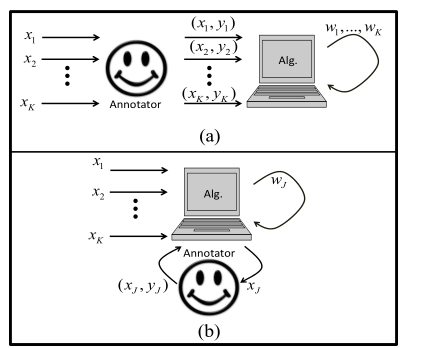 x_1
x_2
x_K
Annotator
(x_1, y_1)
(x_2, y_2)
(x_K, y_K)
Alg.
w_1,...,w_K
(a)
x_1
x_2
x_K
Alg.
w_J
Annotator
(x_J, y_J)
x_J
(b)